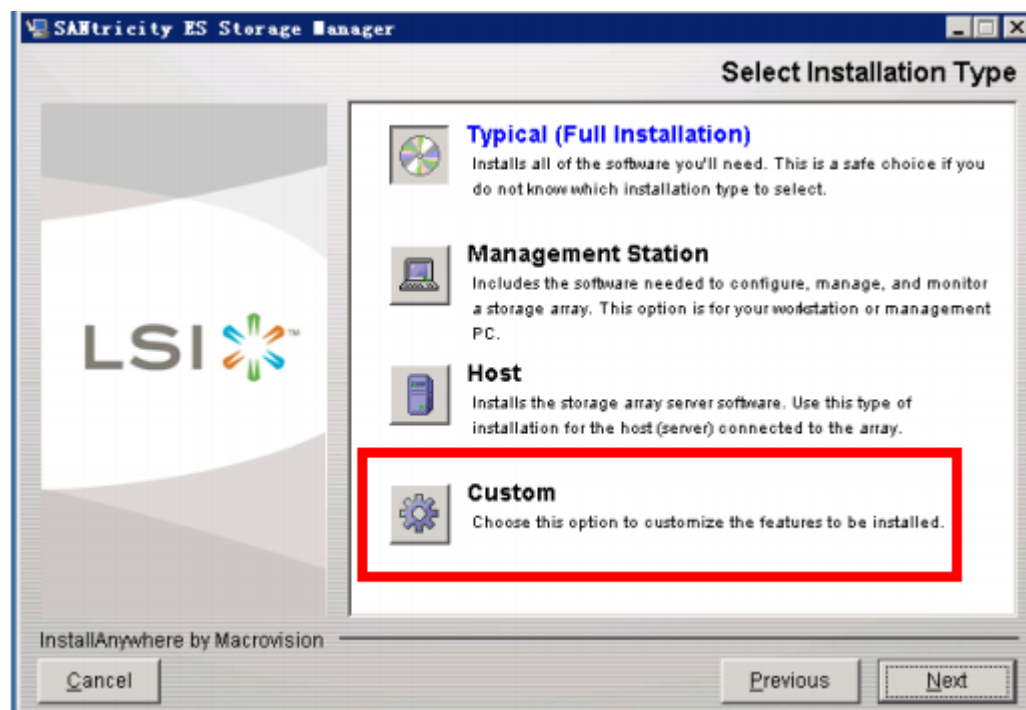 SANtricity ES Storage Manager
Select Installation Type
Typical (Full Installation)
Installs all of the software you'll need. This is a safe choice if you
do not know which installation type to select.
Management Station
Includes the software needed to configure, manage, and monitor
a storage array. This option is for your workstation or management
PC.
LSI™
Host
Installs the storage array server software. Use this type of
installation for the host (server) connected to the array.
Custom
Choose this option to customize the features to be installed.
InstallAnywhere by Macrovision
Cancel
Previous
Next